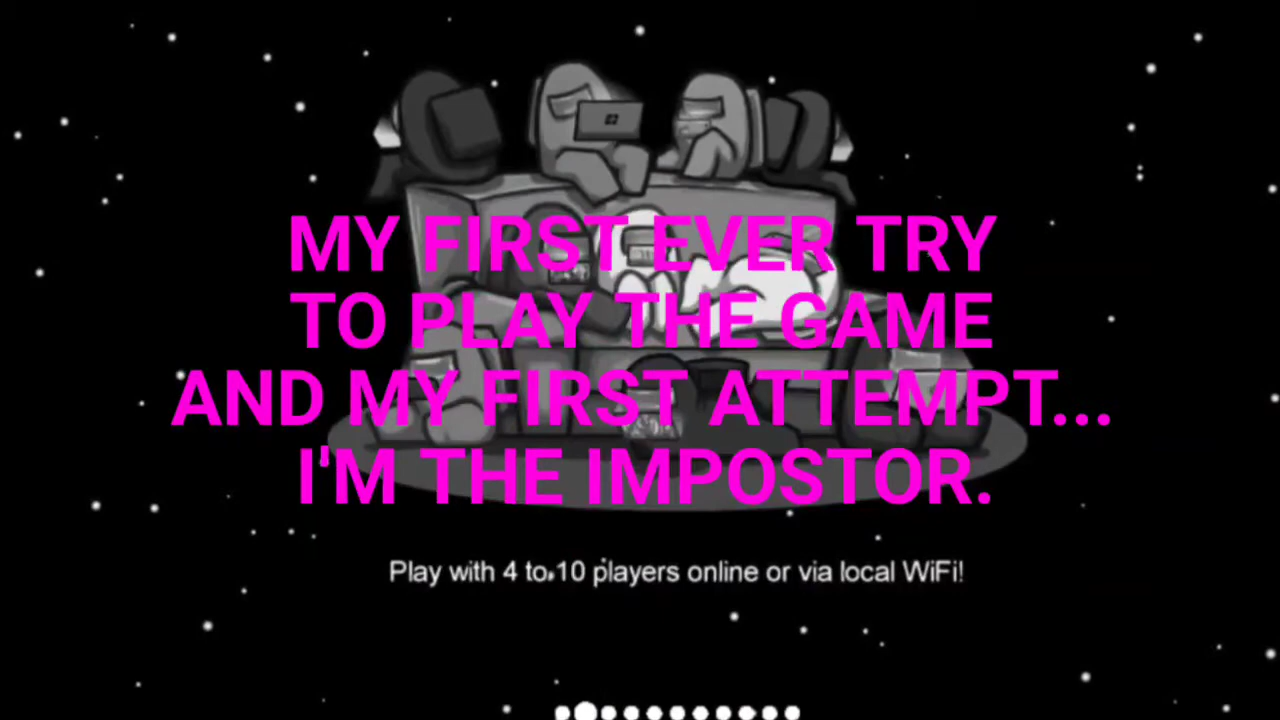 MY FIRST EVER TRY
TO PLAY THE GAME
AND MY FIRST ATTEMPT...
I'M THE IMPOSTOR.
Play with 4 to 10 players online or via local WiFi!